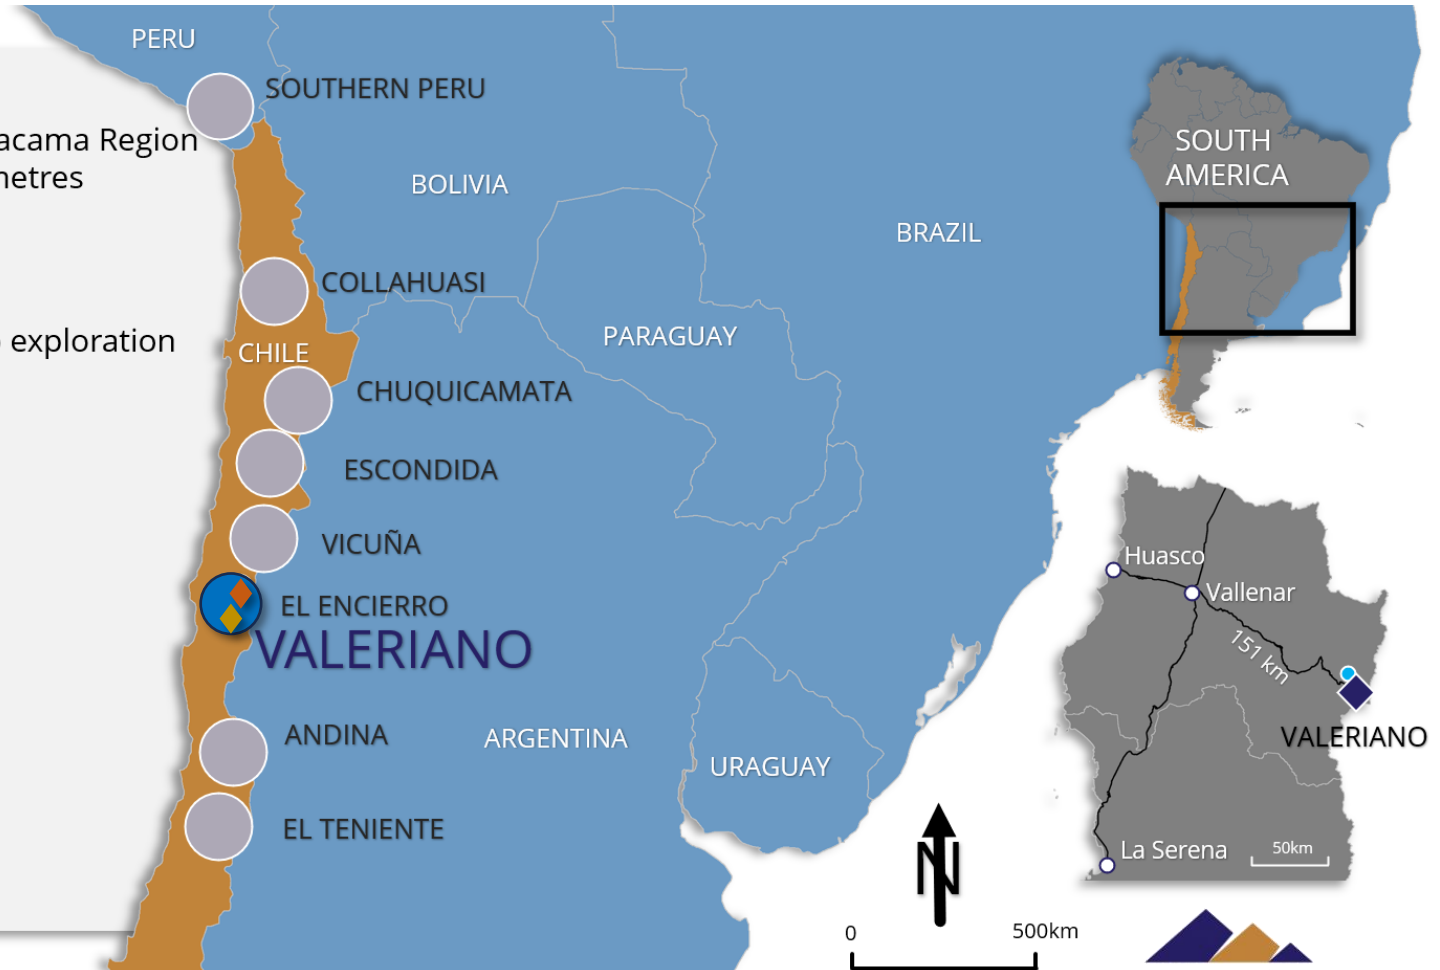 PERU
SOUTHERN PERU
acama Region
netres
BOLIVIA
SOUTH
AMERICA
BRAZIL
COLLAHUASI
PARAGUAY
exploration
CHILE
CHUQUICAMATA
ESCONDIDA
VICUÑA
Huasco
Vallenar
EL ENCIERRO
VALERIANO
151 km
ANDINA
ARGENTINA
VALERIANO
URAGUAY
EL TENIENTE
La Serena
50km
N
0
500km